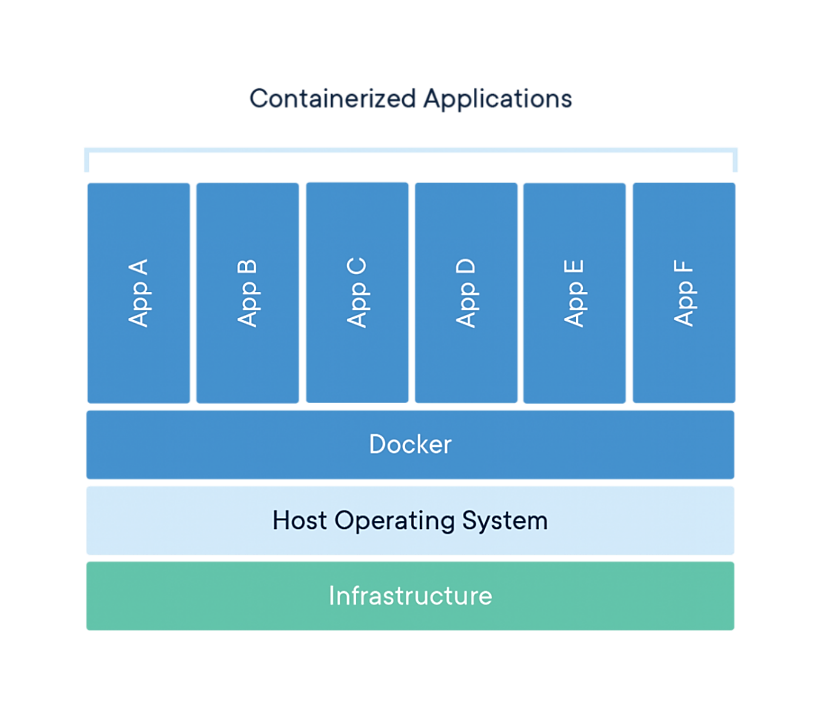 Containerized Applications
App A
App B
App C
App D
App E
App F
Docker
Host Operating System
Infrastructure